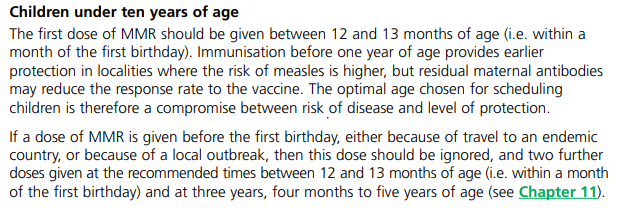 Children under ten years of age
The first dose of MMR should be given between 12 and 13 months of age (i.e. within a
month of the first birthday). Immunisation before one year of age provides earlier
protection in localities where the risk of measles is higher, but residual maternal antibodies
may reduce the response rate to the vaccine. The optimal age chosen for scheduling
children is therefore a compromise between risk of disease and level of protection.
If a dose of MMR is given before the first birthday, either because of travel to an endemic
country, or because of a local outbreak, then this dose should be ignored, and two further
doses given at the recommended times between 12 and 13 months of age (i.e. within a month
of the first birthday) and at three years, four months to five years of age (see Chapter 11).